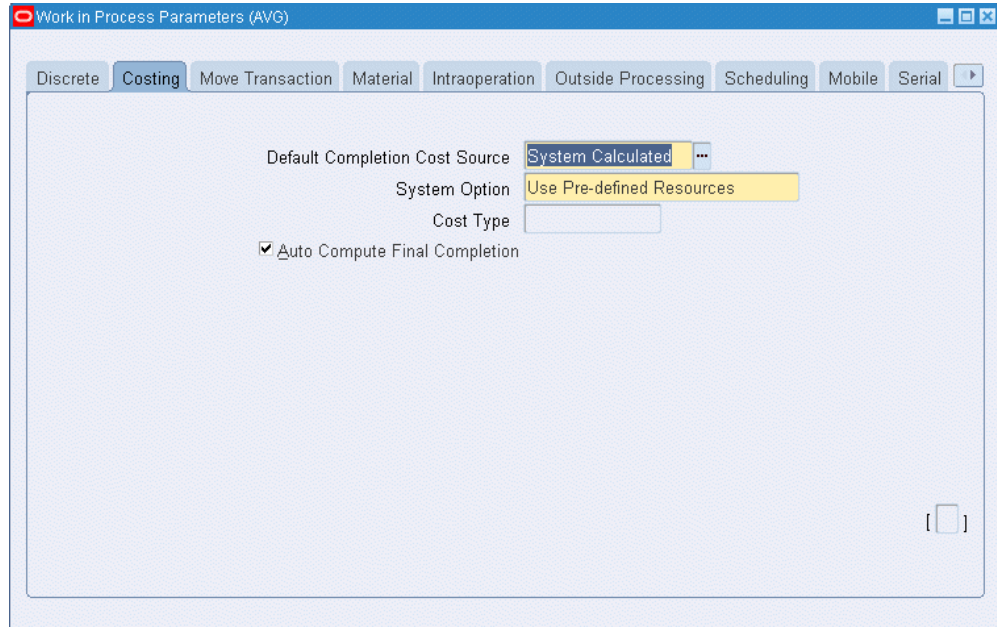 Work in Process Parameters (AVG)
Discrete Costing Move Transaction Material Intraoperation Outside Processing Scheduling Mobile Serial
Default Completion Cost Source System Calculated ...
System Option Use Pre-defined Resources
Cost Type
Auto Compute Final Completion
[ ]